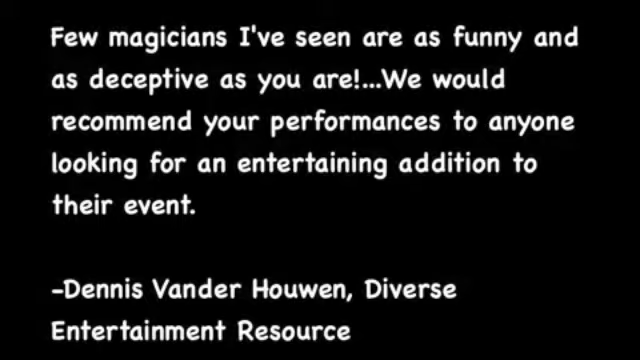 Few magicians I've seen are as funny and
as deceptive as you are!...We would
recommend your performances to anyone
looking for an entertaining addition to
their event.
-Dennis Vander Houwen, Diverse
Entertainment Resource